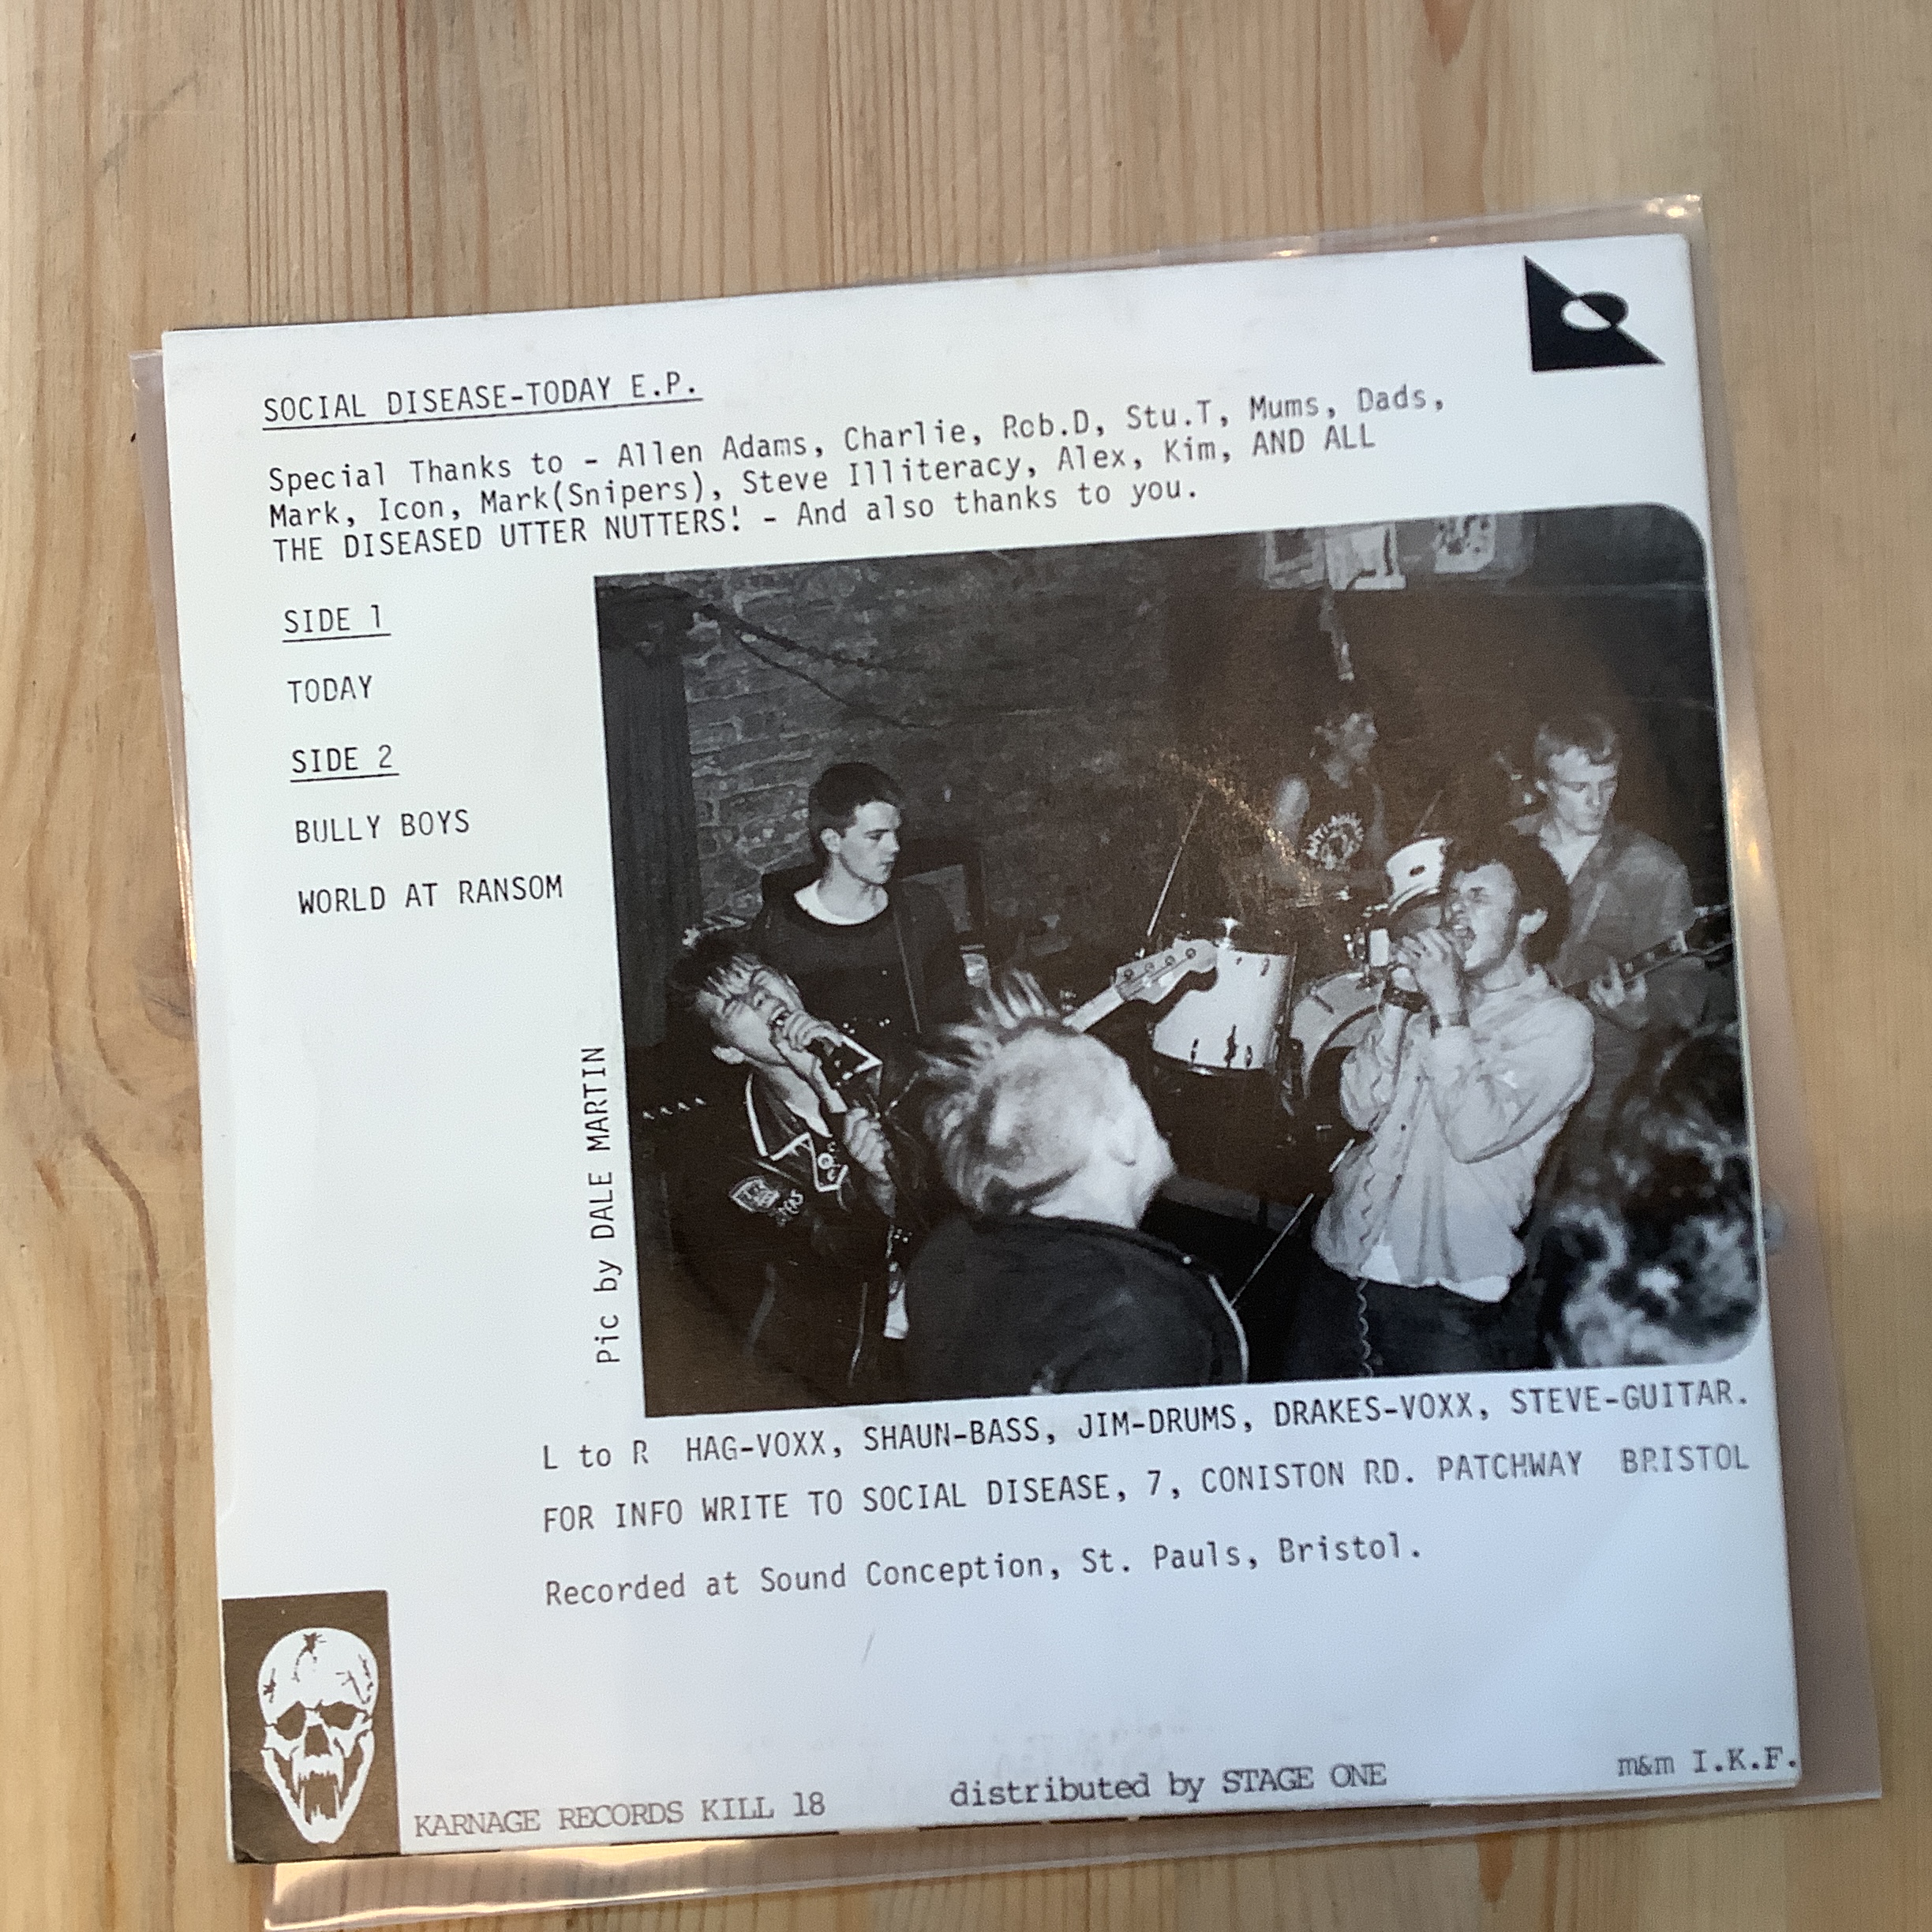 SOCIAL DISEASE-TODAY E.P.
Special Thanks to - Allen Adams, Charlie, Rob.D, Stu.T, Mums, Dads,
Mark, Icon, Mark(Snipers), Steve Illiteracy, Alex, Kim, AND ALL
THE DISEASED UTTER NUTTERS! - And also thanks to you.
SIDE 1
TODAY
SIDE 2
BULLY BOYS
WORLD AT RANSOM
Pic by DALE MARTIN
L to R HAG-VOXX, SHAUN-BASS, JIM-DRUMS, DRAKES-VOXX, STEVE-GUITAR.
FOR INFO WRITE TO SOCIAL DISEASE, 7, CONISTON RD. PATCHWAY BRISTOL
Recorded at Sound Conception, St. Pauls, Bristol.
KARNAGE RECORDS KILL 18
distributed by STAGE ONE
m&m I.K.F.